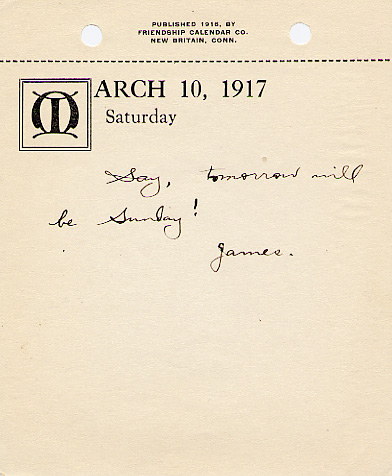 PUBLISHED 1916, BY
FRIENDSHIP CALENDAR CO.
NEW BRITAIN, CONN.
MARCH 10, 1917
Saturday
Say, tomorrow will
be Sunday!
James.